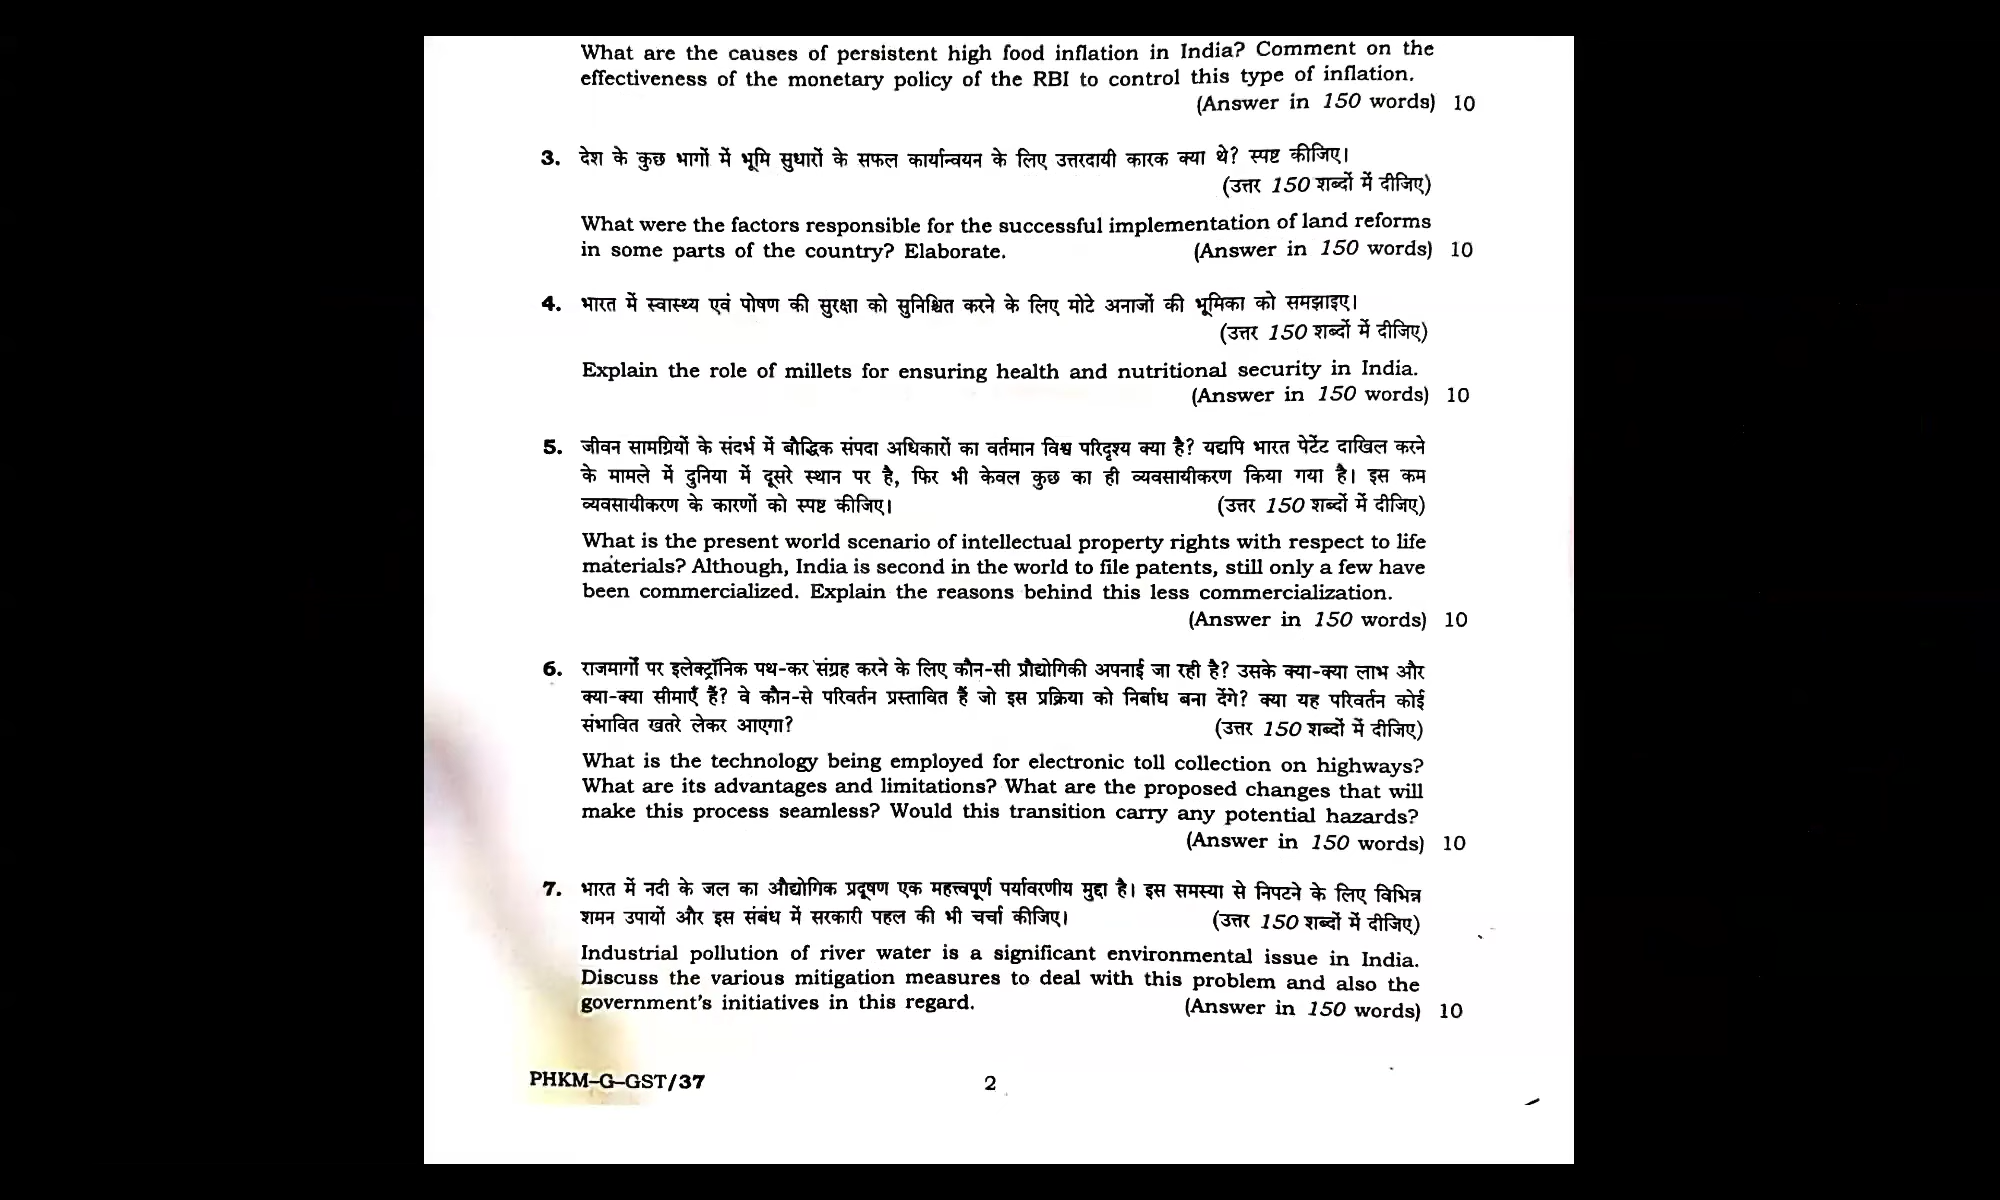 What are the causes of persistent high food inflation in India? Comment on the
effectiveness of the monetary policy of the RBI to control this type of inflation.
(Answer in 150 words) 10
3. देश के कुछ भागों में भूमि सुधारों के सफल कार्यान्वयन के लिए उत्तरदायी कारक क्या थे? स्पष्ट कीजिए।
(उत्तर 150 शब्दों में दीजिए)
What were the factors responsible for the successful implementation of land reforms
in some parts of the country? Elaborate. (Answer in 150 words) 10
4. भारत में स्वास्थ्य एवं पोषण की सुरक्षा को सुनिश्चित करने के लिए मोटे अनाजों की भूमिका को समझाइए।
(उत्तर 150 शब्दों में दीजिए)
Explain the role of millets for ensuring health and nutritional security in India.
(Answer in 150 words) 10
5. जीवन सामग्रियों के संदर्भ में बौद्धिक संपदा अधिकारों का वर्तमान विश्व परिदृश्य क्या है? यद्यपि भारत पेटेंट दाखिल करने
के मामले में दुनिया में दूसरे स्थान पर है, फिर भी केवल कुछ का ही व्यवसायीकरण किया गया है। इस कम
व्यवसायीकरण के कारणों को स्पष्ट कीजिए। (उत्तर 150 शब्दों में दीजिए)
What is the present world scenario of intellectual property rights with respect to life
materials? Although, India is second in the world to file patents, still only a few have
been commercialized. Explain the reasons behind this less commercialization.
(Answer in 150 words) 10
6. राजमार्गों पर इलेक्ट्रॉनिक पथ-कर संग्रह करने के लिए कौन-सी प्रौद्योगिकी अपनाई जा रही है? उसके क्या-क्या लाभ और
क्या-क्या सीमाएँ हैं? वे कौन-से परिवर्तन प्रस्तावित हैं जो इस प्रक्रिया को निर्बाध बना देंगे? क्या यह परिवर्तन कोई
संभावित खतरे लेकर आएगा? (उत्तर 150 शब्दों में दीजिए)
What is the technology being employed for electronic toll collection on highways?
What are its advantages and limitations? What are the proposed changes that will
make this process seamless? Would this transition carry any potential hazards?
(Answer in 150 words) 10
7. भारत में नदी के जल का औद्योगिक प्रदूषण एक महत्त्वपूर्ण पर्यावरणीय मुद्दा है। इस समस्या से निपटने के लिए विभिन्न
शमन उपायों और इस संबंध में सरकारी पहल की भी चर्चा कीजिए। (उत्तर 150 शब्दों में दीजिए)
Industrial pollution of river water is a significant environmental issue in India.
Discuss the various mitigation measures to deal with this problem and also the
government's initiatives in this regard. (Answer in 150 words) 10
PHKM-G-GST/37 2